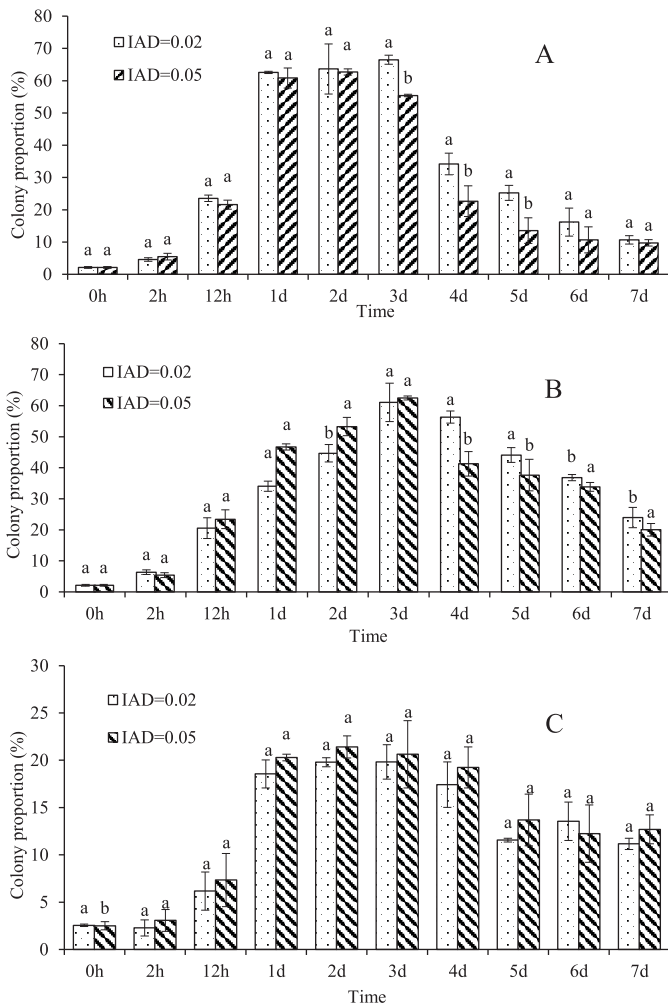 80
70
60
50
40
30
20
10
0
Colony proportion (%)
IAD=0.02
IAD=0.05
A
a a a a a a a a a a a b a b a b a a a a
0h 2h 12h 1d 2d 3d 4d 5d 6d 7d
Time
80
70
60
50
40
30
20
10
0
Colony proportion (%)
IAD=0.02
IAD=0.05
B
a a a a a a a a b a a a a b a b b a b a
0h 2h 12h 1d 2d 3d 4d 5d 6d 7d
Time
30
25
20
15
10
5
0
Colony proportion (%)
IAD=0.02
IAD=0.05
C
a b a a a a a a a a a a a a a a a a a a
0h 2h 12h 1d 2d 3d 4d 5d 6d 7d
Time